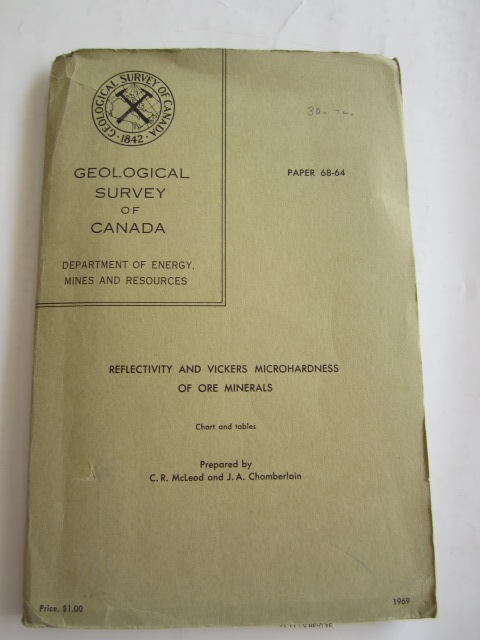 GEOLOGICAL SURVEY OF CANADA
· 1842 ·
GEOLOGICAL
SURVEY
OF
CANADA
DEPARTMENT OF ENERGY,
MINES AND RESOURCES
PAPER 68-64
REFLECTIVITY AND VICKERS MICROHARDNESS
OF ORE MINERALS
Chart and tables
Prepared by
C. R. McLeod and J. A. Chamberlain
Price, $1.00
1969